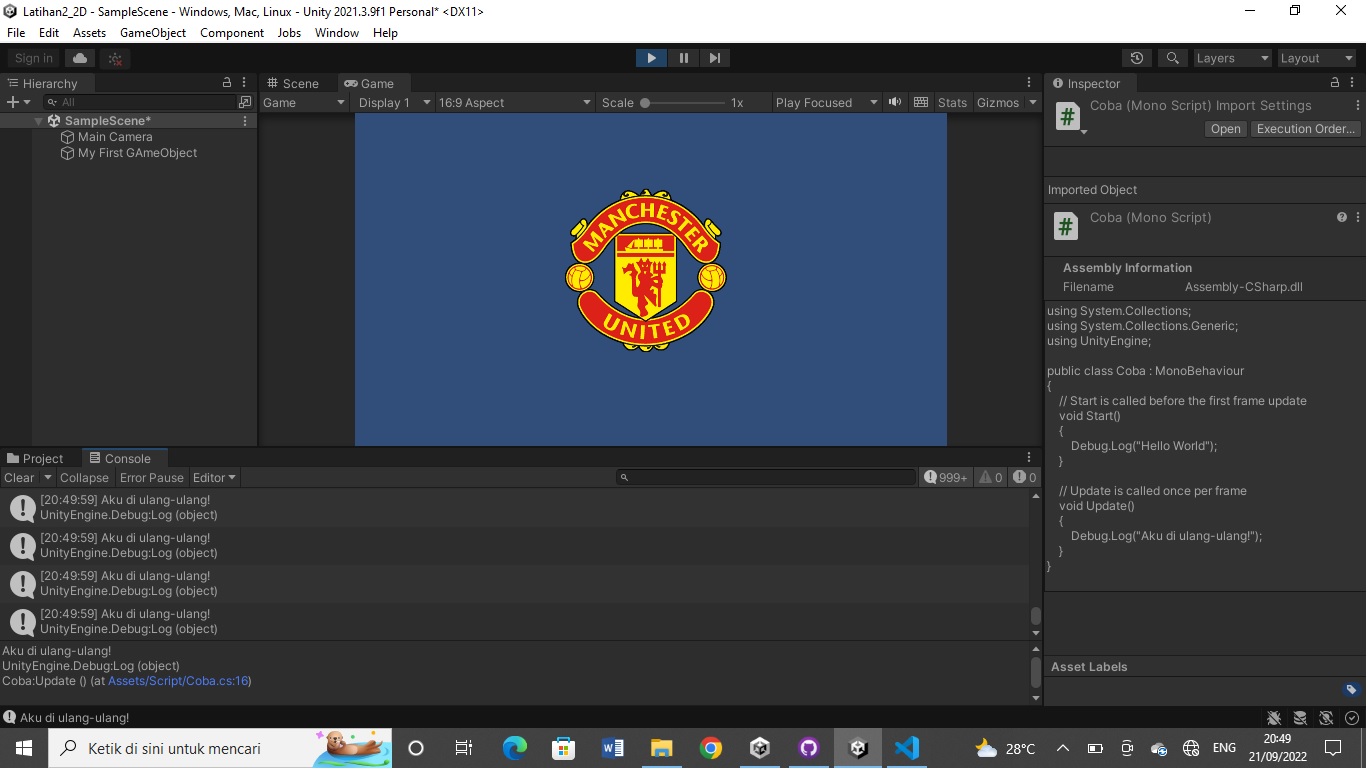 Latihan2_2D - SampleScene - Windows, Mac, Linux - Unity 2021.3.9f1 Personal* <DX11>
File Edit Assets GameObject Component Jobs Window Help
Sign in
Layers
Layout
Hierarchy
All
SampleScene*
Main Camera
My First GAmeObject
Scene
Game
Game
Display 1
16:9 Aspect
Scale
1x
Play Focused
Stats
Gizmos
MANCHESTER
UNITED
Project
Console
Clear
Collapse
Error Pause
Editor
999+
0
0
[20:49:59] Aku di ulang-ulang!
UnityEngine.Debug:Log (object)
[20:49:59] Aku di ulang-ulang!
UnityEngine.Debug:Log (object)
[20:49:59] Aku di ulang-ulang!
UnityEngine.Debug:Log (object)
[20:49:59] Aku di ulang-ulang!
UnityEngine.Debug:Log (object)
Aku di ulang-ulang!
UnityEngine.Debug:Log (object)
Coba:Update () (at Assets/Script/Coba.cs:16)
Aku di ulang-ulang!
Inspector
Coba (Mono Script) Import Settings
Open
Execution Order...
Imported Object
Coba (Mono Script)
Assembly Information
Filename Assembly-CSharp.dll
using System.Collections;
using System.Collections.Generic;
using UnityEngine;
public class Coba : MonoBehaviour
{
// Start is called before the first frame update
void Start()
{
Debug.Log("Hello World");
}
// Update is called once per frame
void Update()
{
Debug.Log("Aku di ulang-ulang!");
}
}
Asset Labels
Ketik di sini untuk mencari
28°C
ENG
20:49
21/09/2022